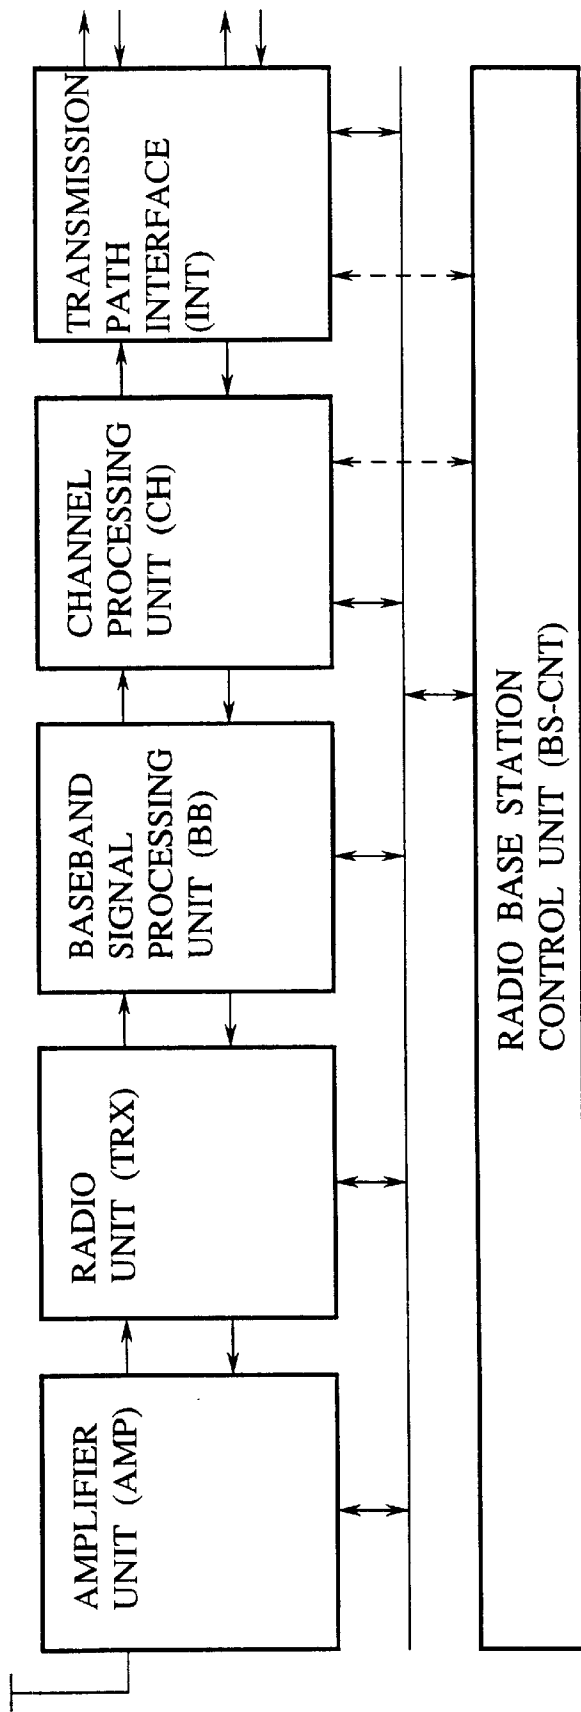 AMPLIFIER
UNIT (AMP)
RADIO
UNIT (TRX)
BASEBAND
SIGNAL
PROCESSING
UNIT (BB)
CHANNEL
PROCESSING
UNIT (CH)
TRANSMISSION
PATH
INTERFACE
(INT)
RADIO BASE STATION
CONTROL UNIT (BS-CNT)